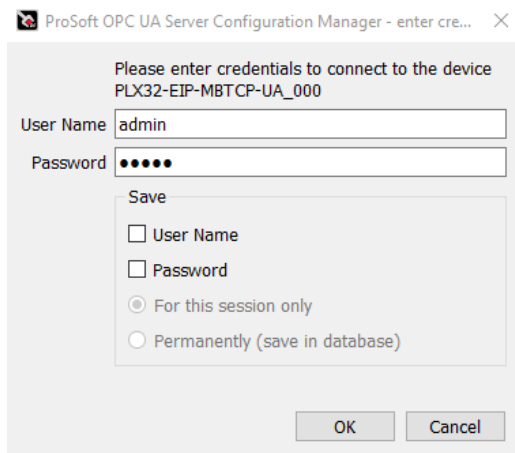 ProSoft OPC UA Server Configuration Manager - enter cre...
Please enter credentials to connect to the device
PLX32-EIP-MBTCP-UA_000
User Name admin
Password ●●●●●
Save
User Name
Password
For this session only
Permanently (save in database)
OK Cancel